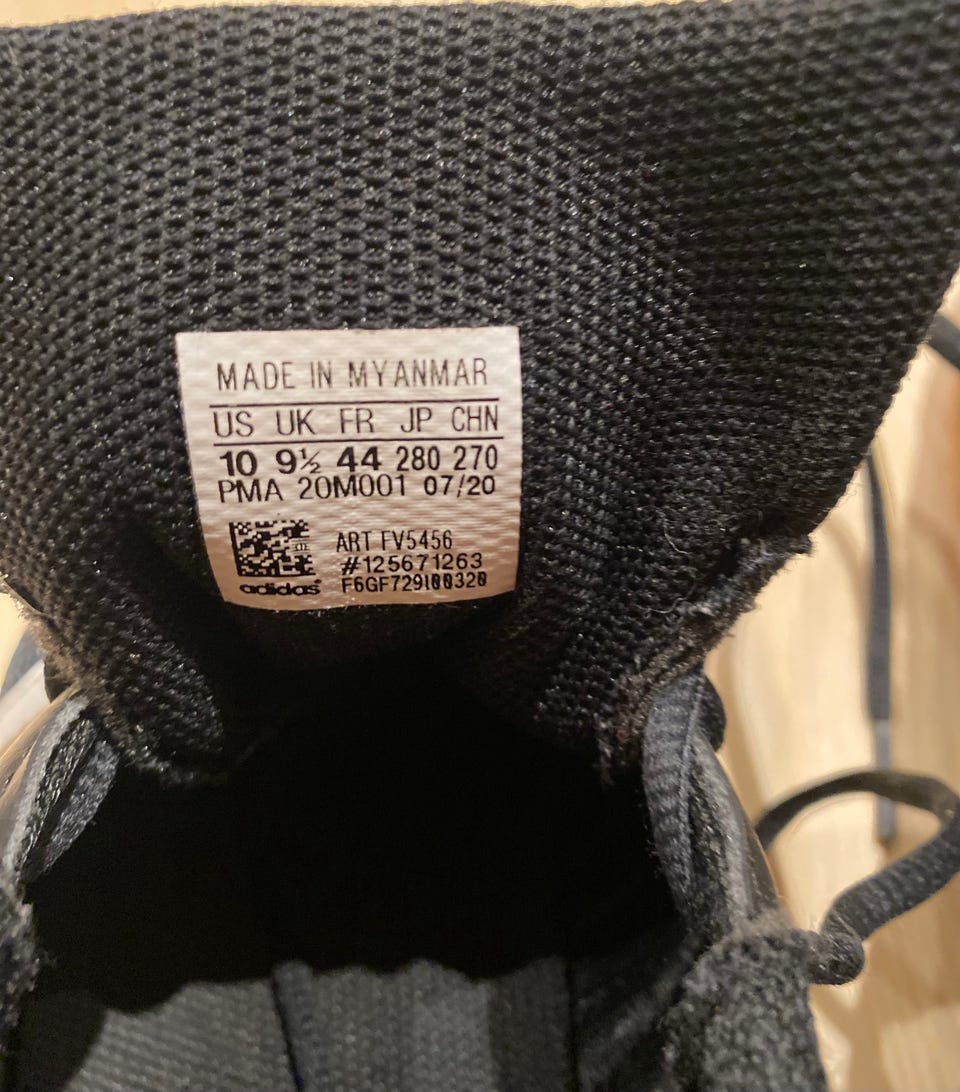 MADE IN MYANMAR
US UK FR JP CHN
10 9½ 44 280 270
PMA 20M001 07/20
ART FV5456
#125671263
adidas F6GF729I00320